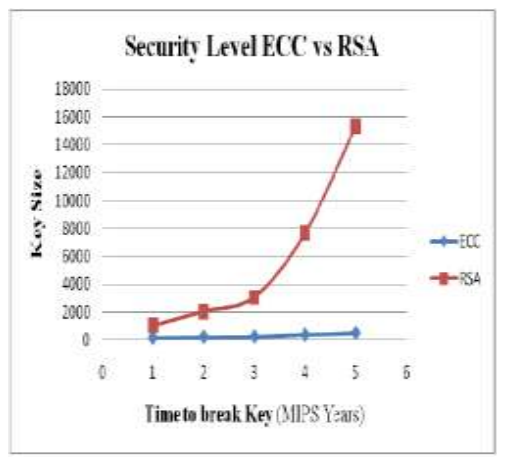 Security Level ECC vs RSA
18000
16000
14000
12000
10000
8000
6000
4000
2000
0
Key Size
0 1 2 3 4 5 6
Time to break Key (MIPS Years)
ECC
RSA